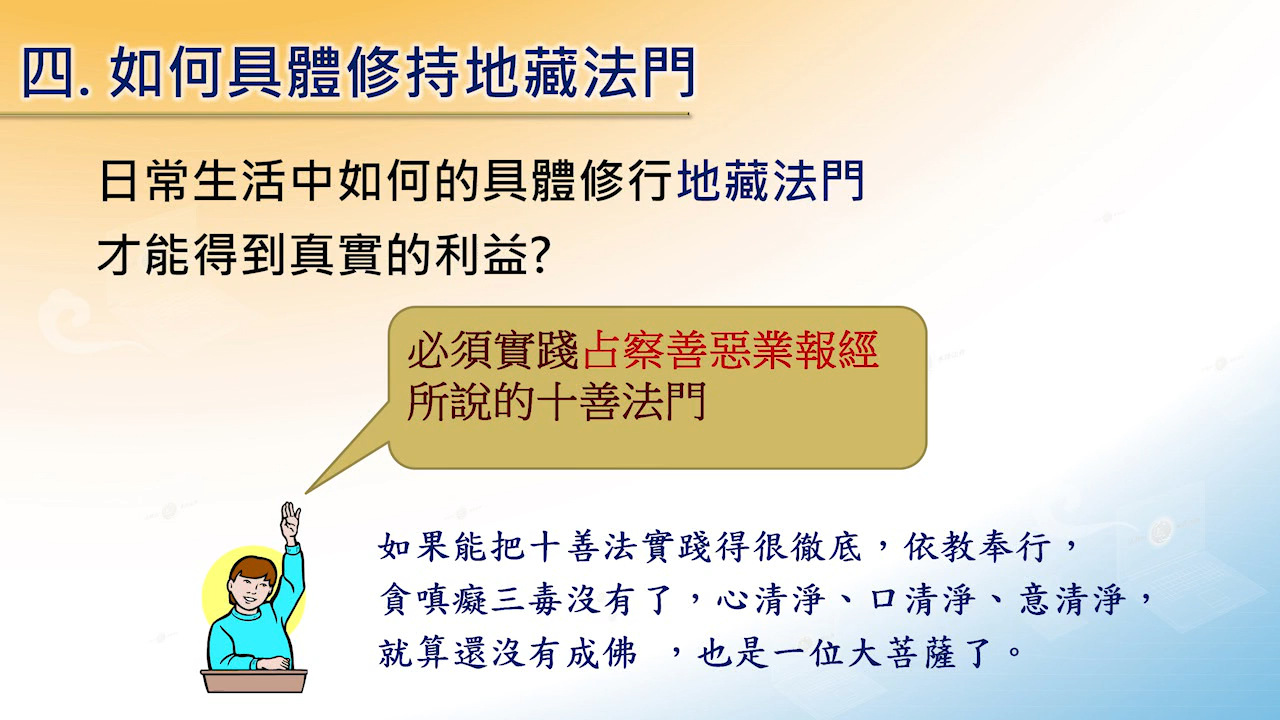 四. 如何具體修持地藏法門
日常生活中如何的具體修行地藏法門
才能得到真實的利益?
必須實踐占察善惡業報經
所說的十善法門
如果能把十善法實踐得很徹底，依教奉行，
貪嗔癡三毒沒有了，心清淨、口清淨、意清淨，
就算還沒有成佛 ，也是一位大菩薩了。